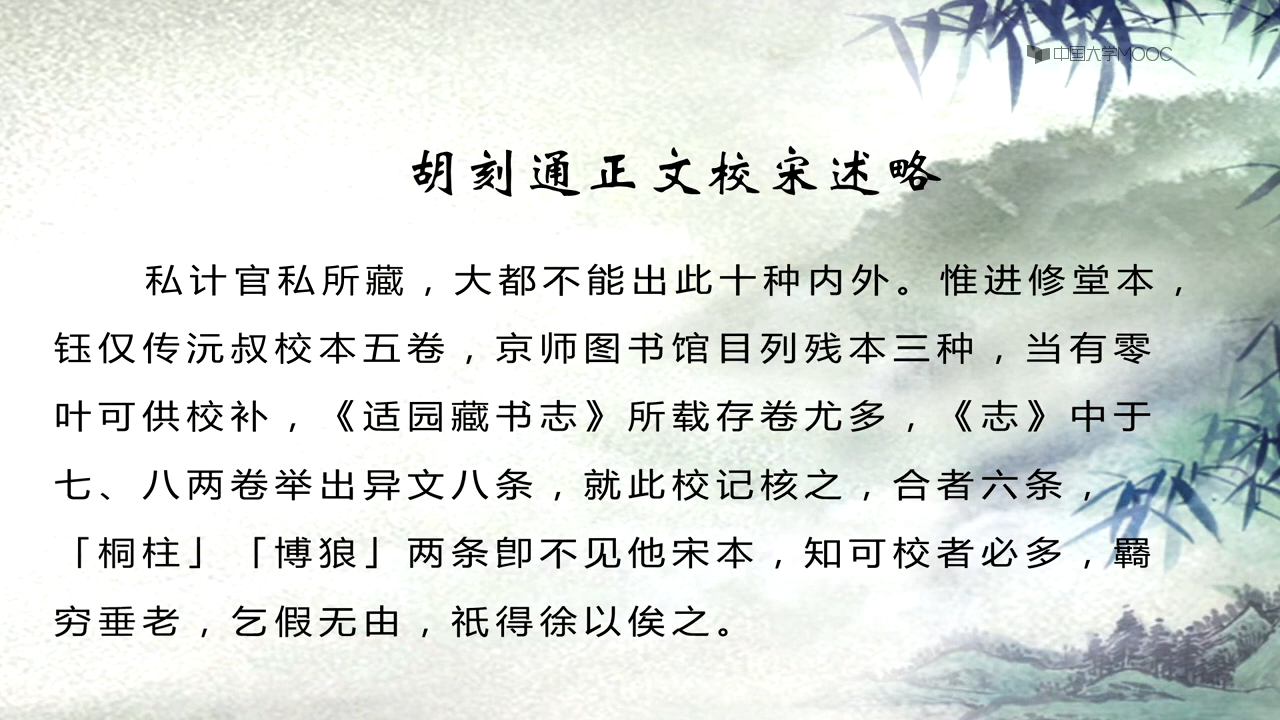 中国大学MOOC
胡刻通正文校宋述略
私计官私所藏，大都不能出此十种内外。惟进修堂本，
钰仅传沅叔校本五卷，京师图书馆目列残本三种，当有零
叶可供校补，《适园藏书志》所载存卷尤多，《志》中于
七、八两卷举出异文八条，就此校记核之，合者六条，
「桐柱」「博狼」两条卽不见他宋本，知可校者必多，羁
穷垂老，乞假无由，祇得徐以俟之。